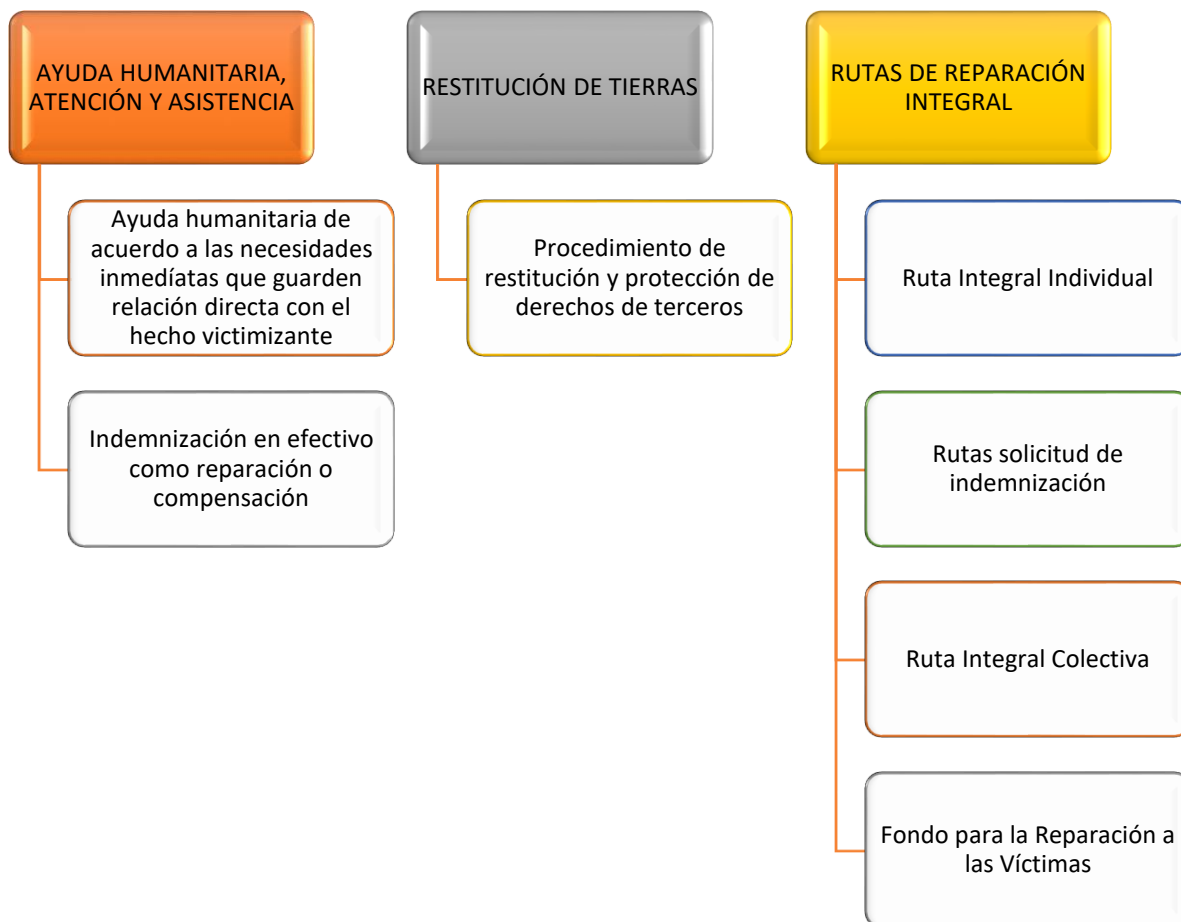 AYUDA HUMANITARIA,
ATENCIÓN Y ASISTENCIA
Ayuda humanitaria de
acuerdo a las necesidades
inmedíatas que guarden
relación directa con el
hecho victimizante
Indemnización en efectivo
como reparación o
compensación
RESTITUCIÓN DE TIERRAS
Procedimiento de
restitución y protección de
derechos de terceros
RUTAS DE REPARACIÓN
INTEGRAL
Ruta Integral Individual
Rutas solicitud de
indemnización
Ruta Integral Colectiva
Fondo para la Reparación a
las Víctimas